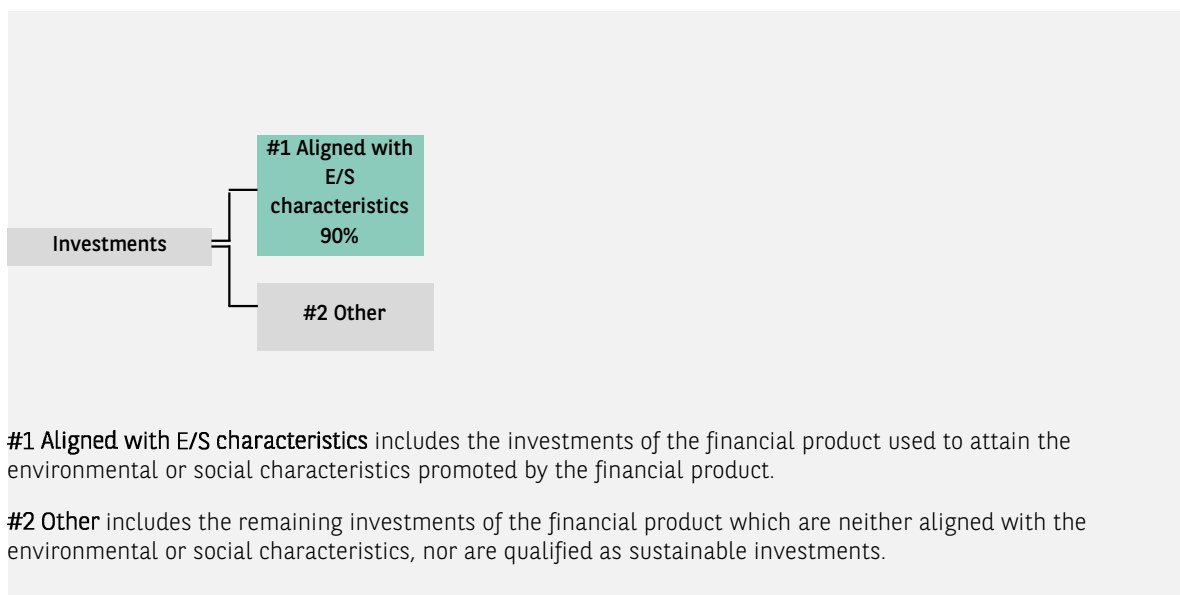 #1 Aligned with
E/S
characteristics
90%
Investments
#2 Other
#1 Aligned with E/S characteristics includes the investments of the financial product used to attain the
environmental or social characteristics promoted by the financial product.
#2 Other includes the remaining investments of the financial product which are neither aligned with the
environmental or social characteristics, nor are qualified as sustainable investments.